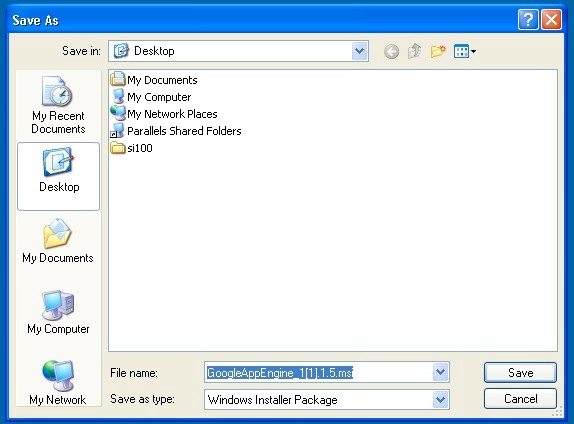 Save As
Save in: Desktop
My Recent
Documents
Desktop
My Documents
My Computer
My Network
My Documents
My Computer
My Network Places
Parallels Shared Folders
si100
File name: GoogleAppEngine_1[1].1.5.msi Save
Save as type: Windows Installer Package Cancel